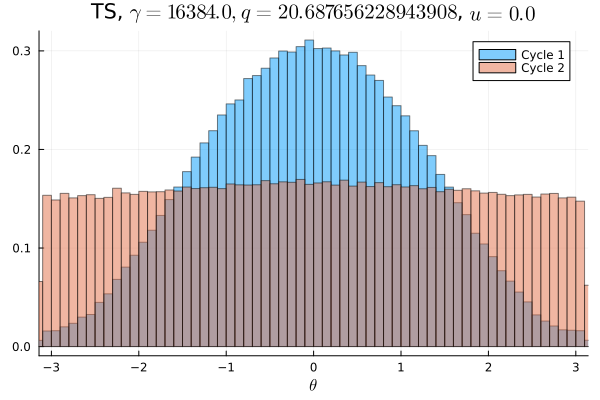 TS, γ = 16384.0, q = 20.687656228943908, u = 0.0
Cycle 1
Cycle 2
0.3
0.2
0.1
0.0
−3 −2 −1 0 1 2 3
θ